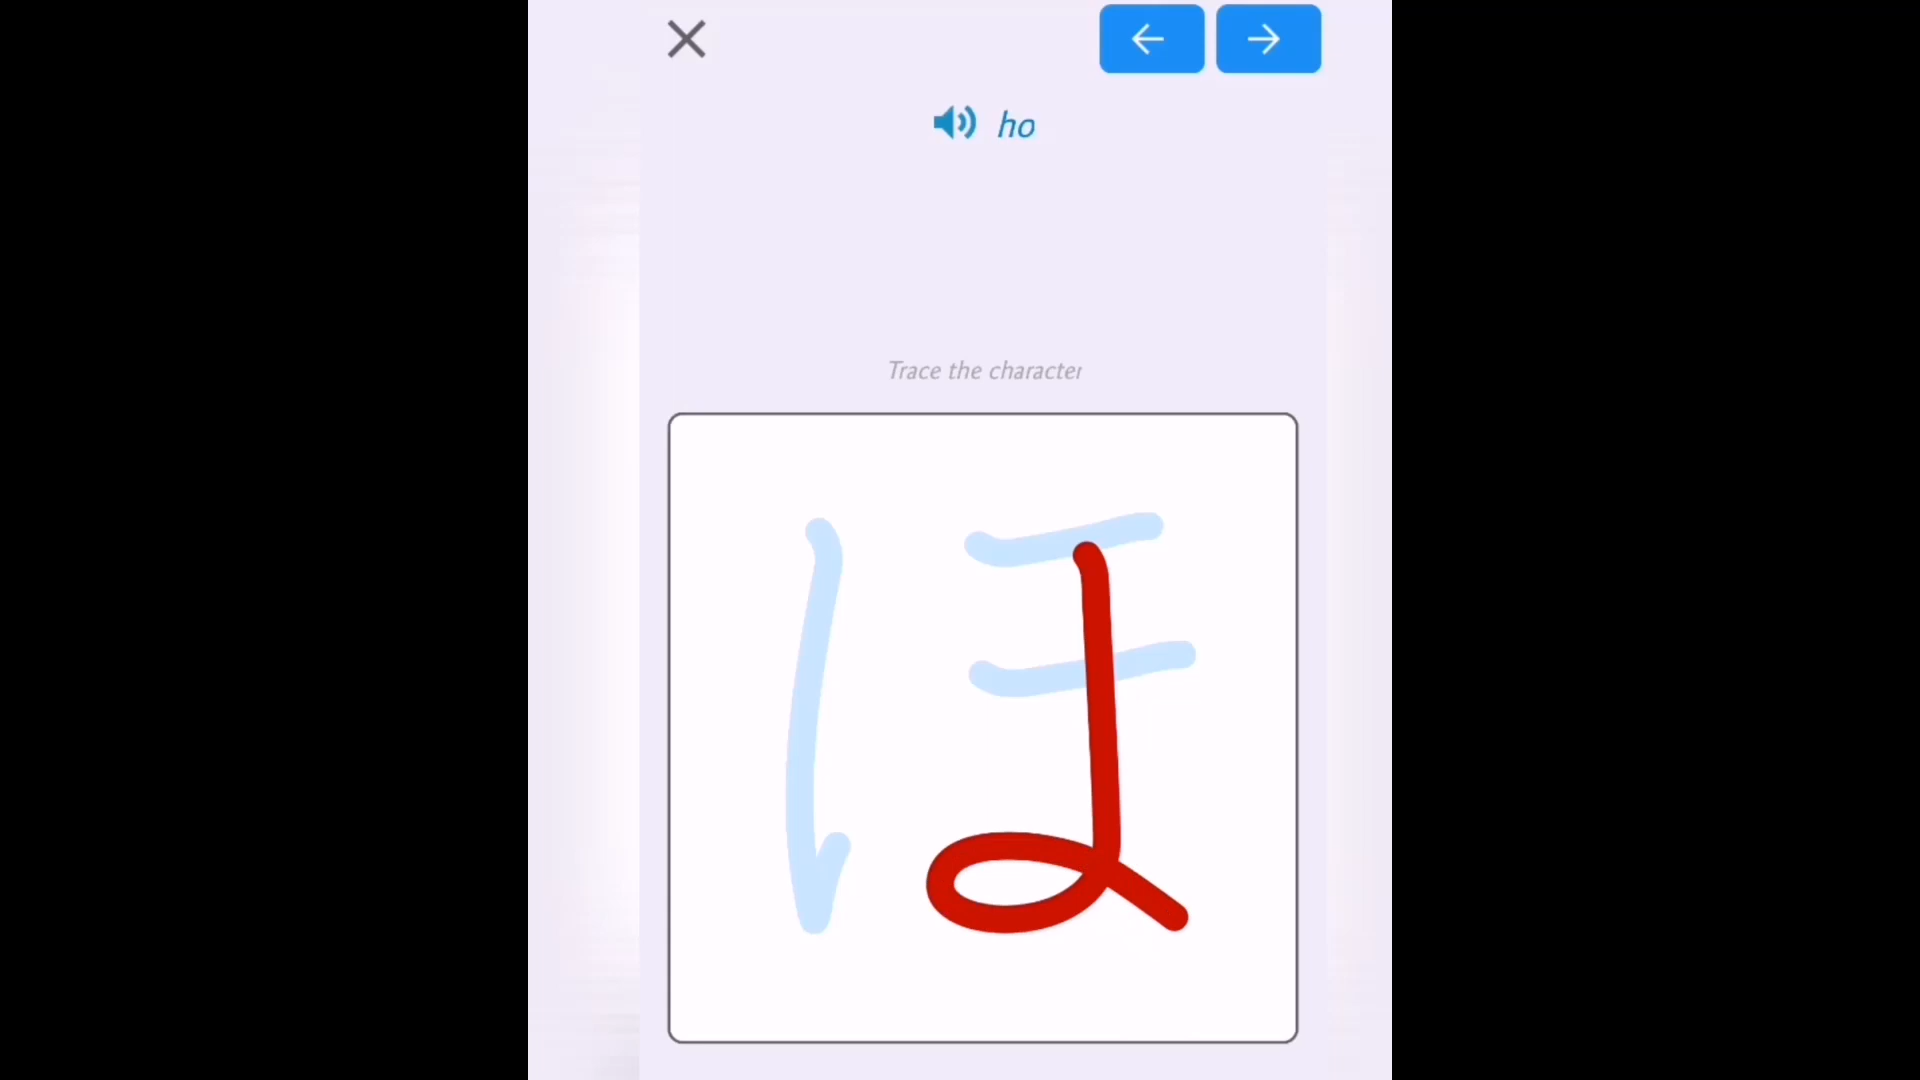 ho
Trace the character
ほ